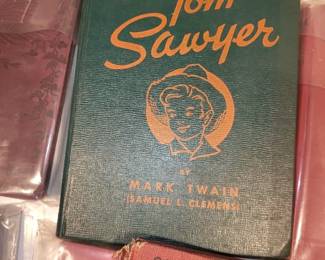 Tom
Sawyer
BY
MARK TWAIN
(SAMUEL L. CLEMENS)